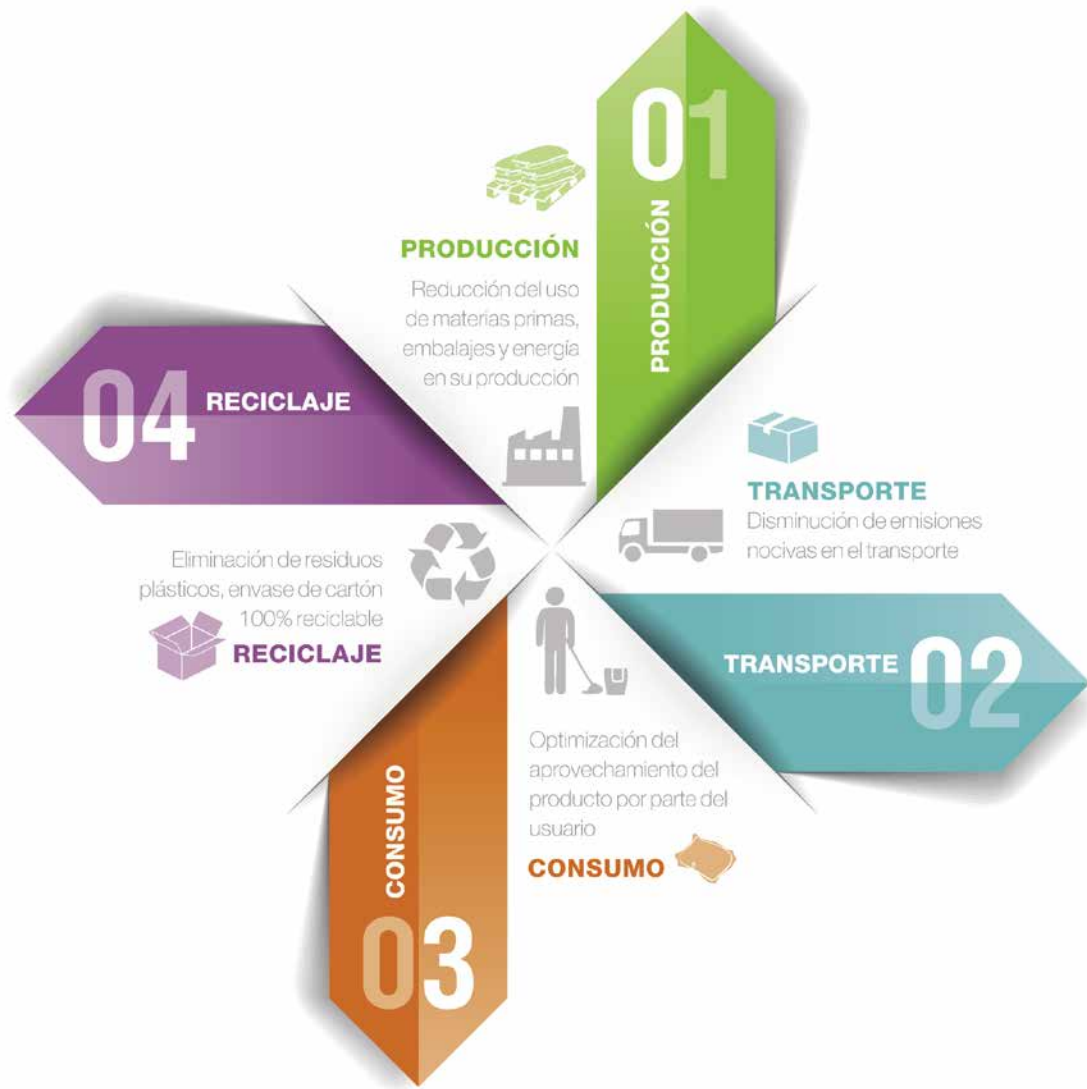 01
PRODUCCIÓN
PRODUCCIÓN
Reducción del uso
de materias primas,
embalajes y energía
en su producción
TRANSPORTE
Disminución de emisiones
nocivas en el transporte
TRANSPORTE
02
Optimización del
aprovechamiento del
producto por parte del
usuario
CONSUMO
CONSUMO
03
04
RECICLAJE
Eliminación de residuos
plásticos, envase de cartón
100% reciclable
RECICLAJE